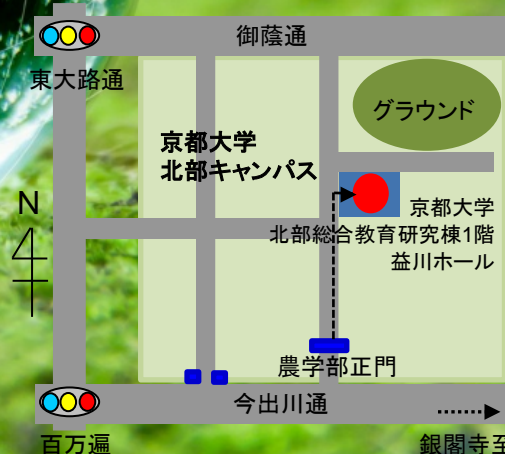 御蔭通
東大路通
グラウンド
京都大学
北部キャンパス
N
京都大学
北部総合教育研究棟1階
益川ホール
農学部正門
今出川通
百万遍
銀閣寺至